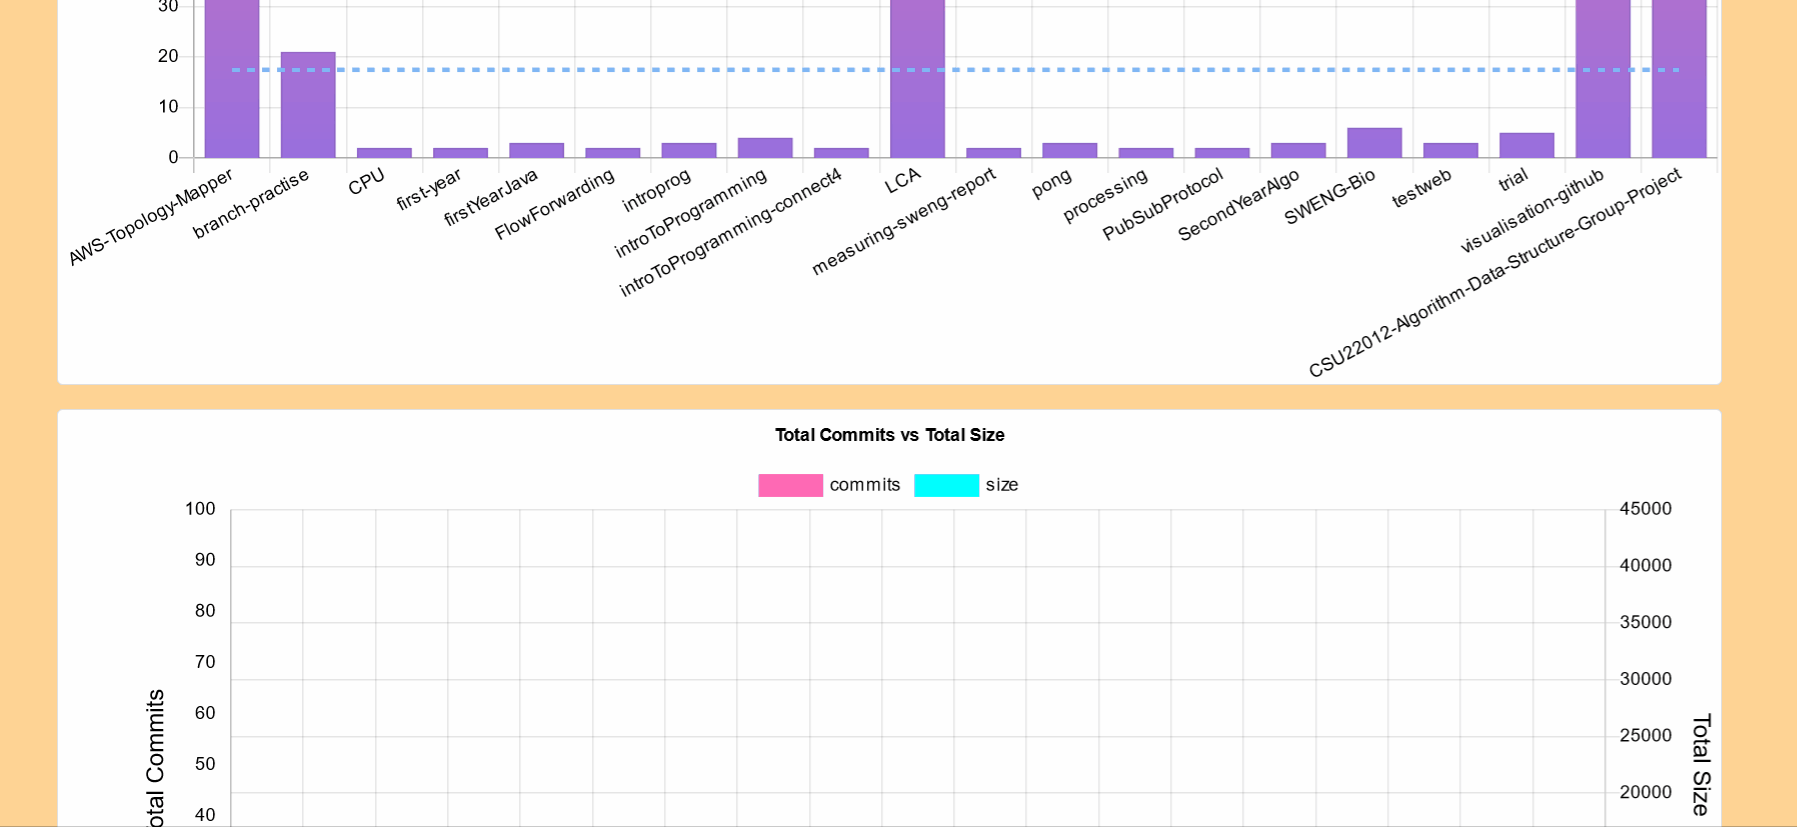 30
20
10
0
AWS-Topology-Mapper
branch-practise
CPU
first-year
firstYearJava
FlowForwarding
introprog
introToProgramming
introToProgramming-connect4
LCA
measuring-sweng-report
pong
processing
PubSubProtocol
SecondYearAlgo
SWENG-Bio
testweb
trial
visualisation-github
CSU22012-Algorithm-Data-Structure-Group-Project
Total Commits vs Total Size
commits size
100
90
80
70
60
50
40
Total Commits
45000
40000
35000
30000
25000
20000
Total Size